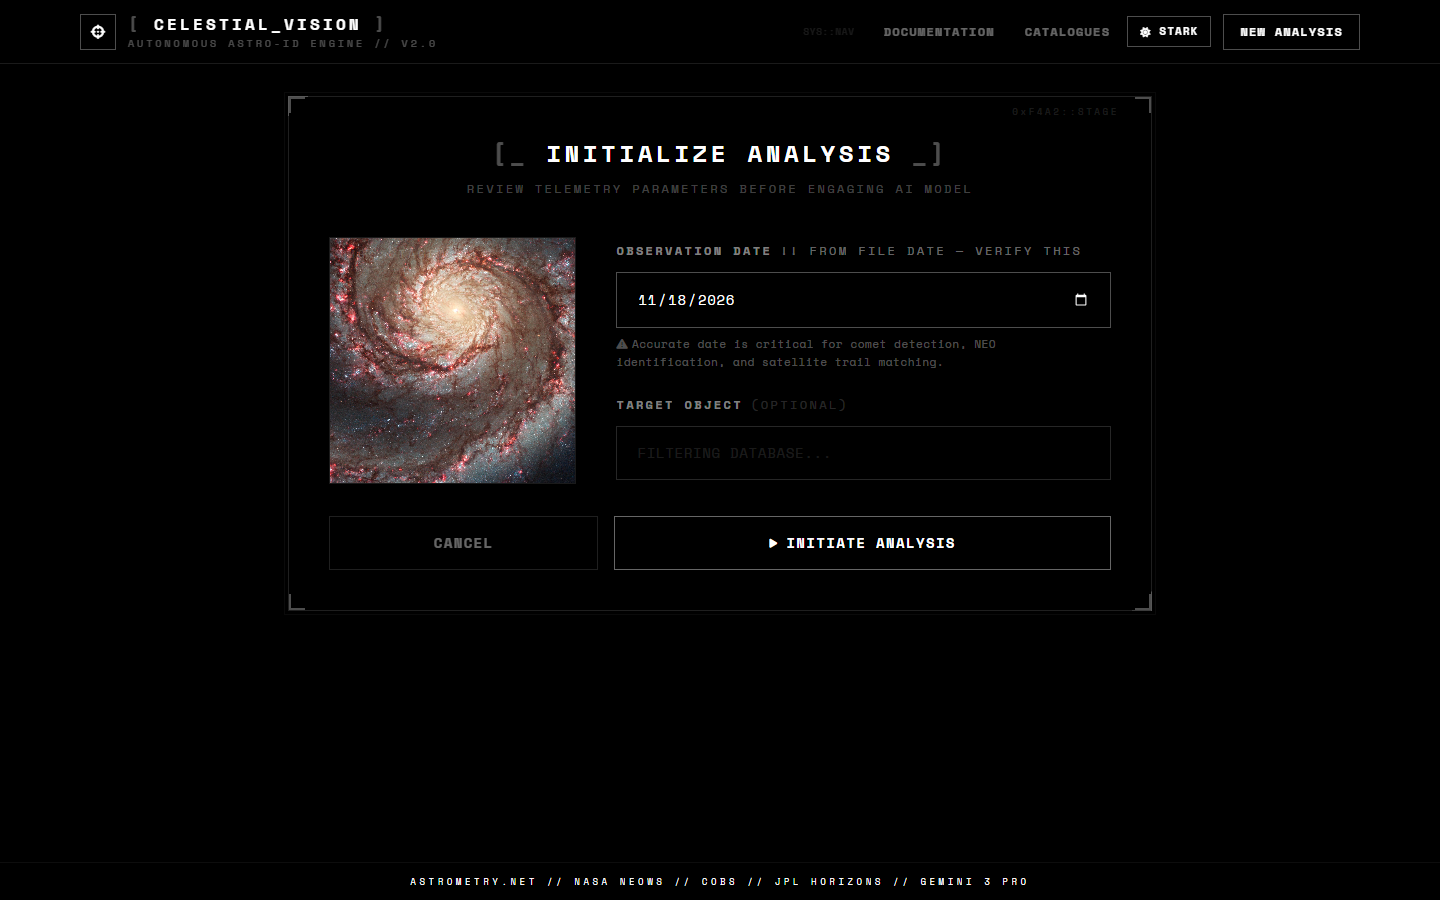 [ CELESTIAL_VISION ]
AUTONOMOUS ASTRO-ID ENGINE // V2.0
SYS::NAV
DOCUMENTATION
CATALOGUES
STARK
NEW ANALYSIS
0xF4A2::STAGE
[_ INITIALIZE ANALYSIS _]
REVIEW TELEMETRY PARAMETERS BEFORE ENGAGING AI MODEL
OBSERVATION DATE || FROM FILE DATE — VERIFY THIS
11/18/2026
Accurate date is critical for comet detection, NEO
identification, and satellite trail matching.
TARGET OBJECT (OPTIONAL)
FILTERING DATABASE...
CANCEL
INITIATE ANALYSIS
ASTROMETRY.NET // NASA NEOWS // COBS // JPL HORIZONS // GEMINI 3 PRO